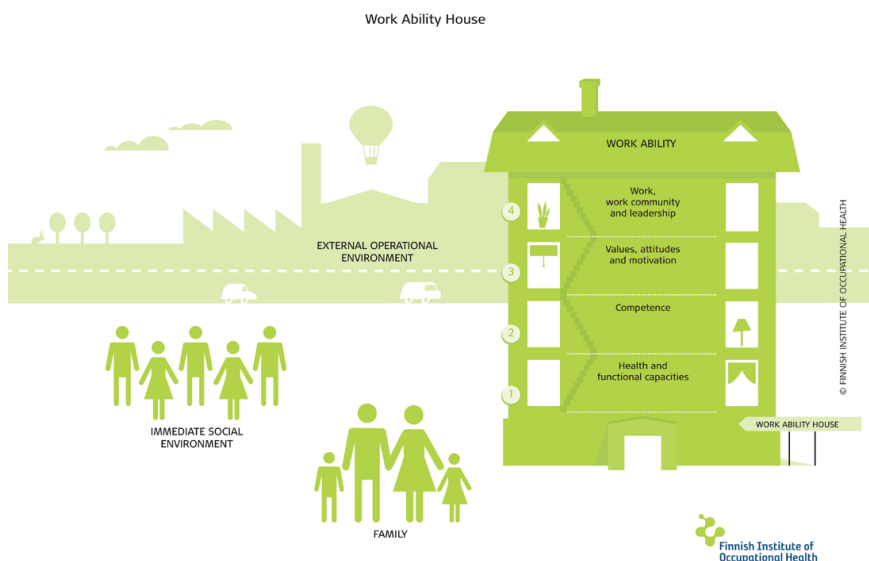 Work Ability House
WORK ABILITY
4
Work,
work community
and leadership
EXTERNAL OPERATIONAL
ENVIRONMENT
3
Values, attitudes
and motivation
2
Competence
1
Health and
functional capacities
IMMEDIATE SOCIAL
ENVIRONMENT
FAMILY
WORK ABILITY HOUSE
© FINNISH INSTITUTE OF OCCUPATIONAL HEALTH
Finnish Institute of
Occupational Health